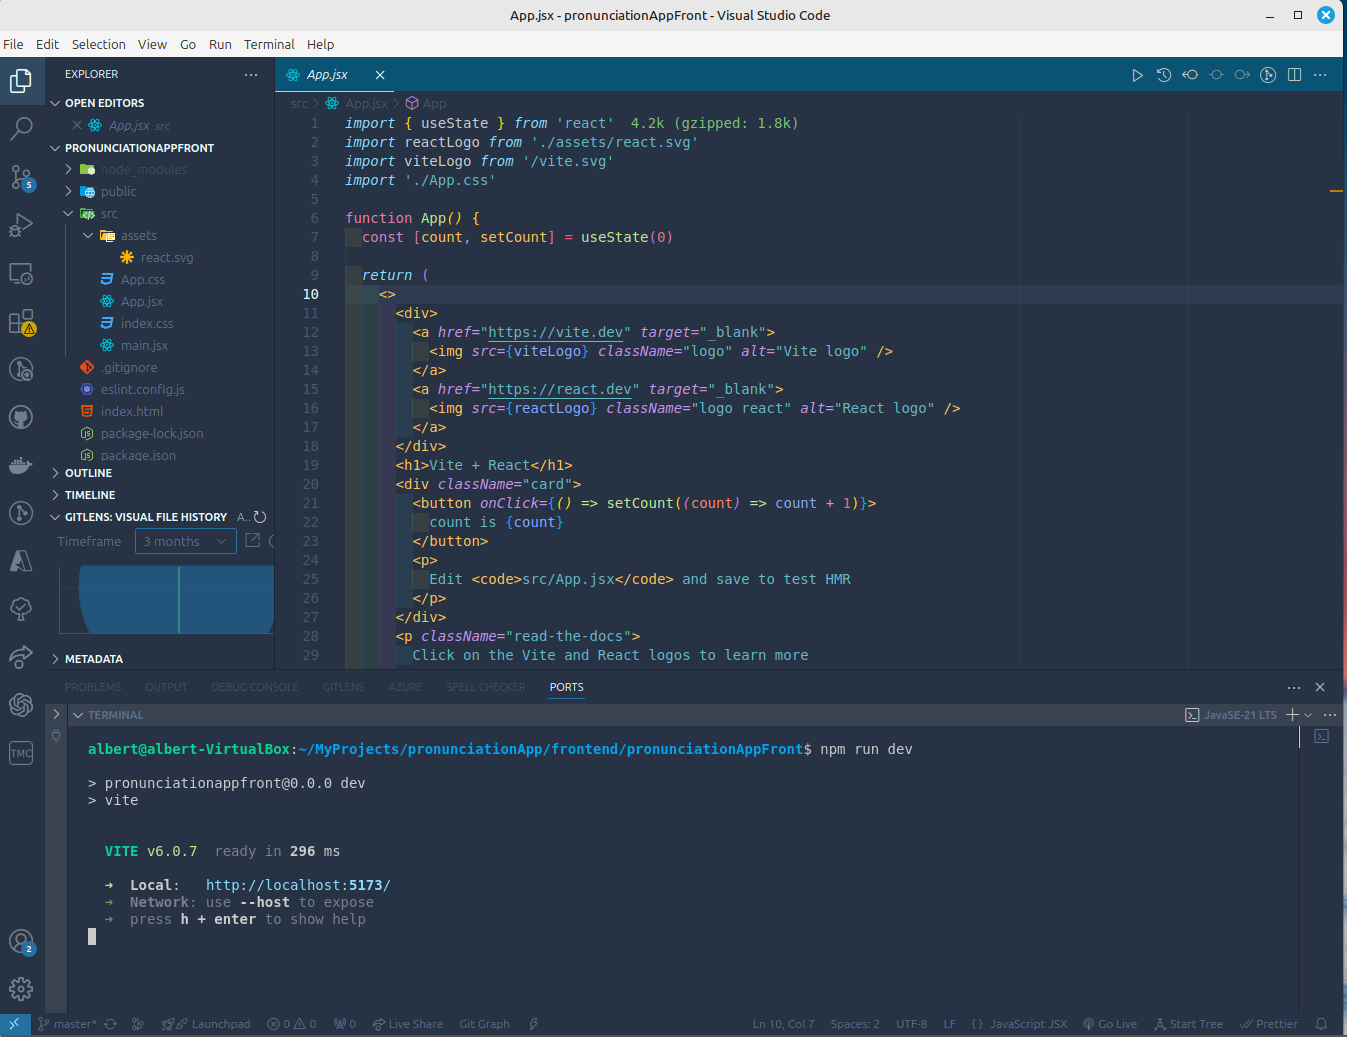 App.jsx - pronunciationAppFront - Visual Studio Code
File Edit Selection View Go Run Terminal Help
EXPLORER
OPEN EDITORS
App.jsx src
PRONUNCIATIONAPPFRONT
node_modules
public
src
assets
react.svg
App.css
App.jsx
index.css
main.jsx
.gitignore
eslint.config.js
index.html
package-lock.json
package.json
OUTLINE
TIMELINE
GITLENS: VISUAL FILE HISTORY A..
Timeframe 3 months
METADATA
5
2
TMC
App.jsx
src > App.jsx > App
1 import { useState } from 'react' 4.2k (gzipped: 1.8k)
2 import reactLogo from './assets/react.svg'
3 import viteLogo from '/vite.svg'
4 import './App.css'
5
6 function App() {
7 const [count, setCount] = useState(0)
8
9 return (
10 <>
11 <div>
12 <a href="https://vite.dev" target="_blank">
13 <img src={viteLogo} className="logo" alt="Vite logo" />
14 </a>
15 <a href="https://react.dev" target="_blank">
16 <img src={reactLogo} className="logo react" alt="React logo" />
17 </a>
18 </div>
19 <h1>Vite + React</h1>
20 <div className="card">
21 <button onClick={() => setCount((count) => count + 1)}>
22 count is {count}
23 </button>
24 <p>
25 Edit <code>src/App.jsx</code> and save to test HMR
26 </p>
27 </div>
28 <p className="read-the-docs">
29 Click on the Vite and React logos to learn more
PROBLEMS OUTPUT DEBUG CONSOLE GITLENS AZURE SPELL CHECKER PORTS
TERMINAL
JavaSE-21 LTS
albert@albert-VirtualBox:~/MyProjects/pronunciationApp/frontend/pronunciationAppFront$ npm run dev
> pronunciationappfront@0.0.0 dev
> vite
VITE v6.0.7 ready in 296 ms
➜ Local: http://localhost:5173/
➜ Network: use --host to expose
➜ press h + enter to show help
master* Launchpad 0 0 0 Live Share Git Graph Ln 10, Col 7 Spaces: 2 UTF-8 LF {} JavaScript JSX Go Live Start Tree Prettier